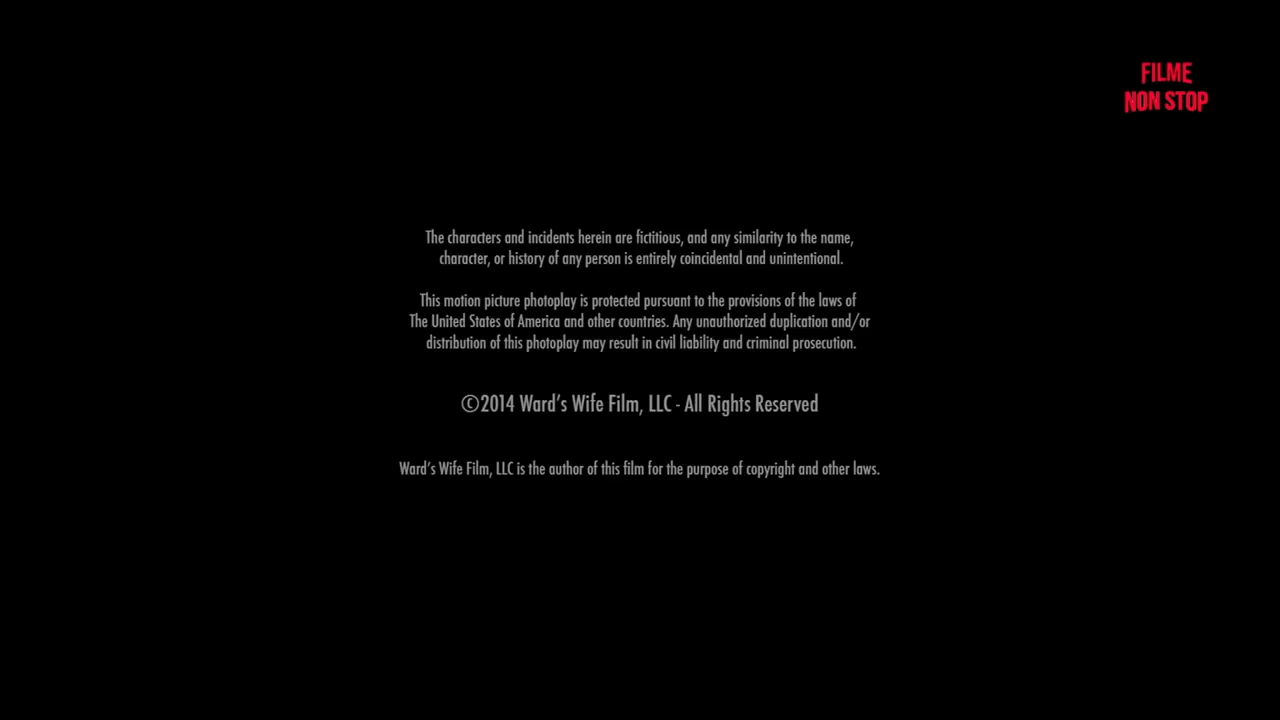 FILME
NON STOP
The characters and incidents herein are fictitious, and any similarity to the name,
character, or history of any person is entirely coincidental and unintentional.
This motion picture photoplay is protected pursuant to the provisions of the laws of
The United States of America and other countries. Any unauthorized duplication and/or
distribution of this photoplay may result in civil liability and criminal prosecution.
©2014 Ward's Wife Film, LLC - All Rights Reserved
Ward's Wife Film, LLC is the author of this film for the purpose of copyright and other laws.